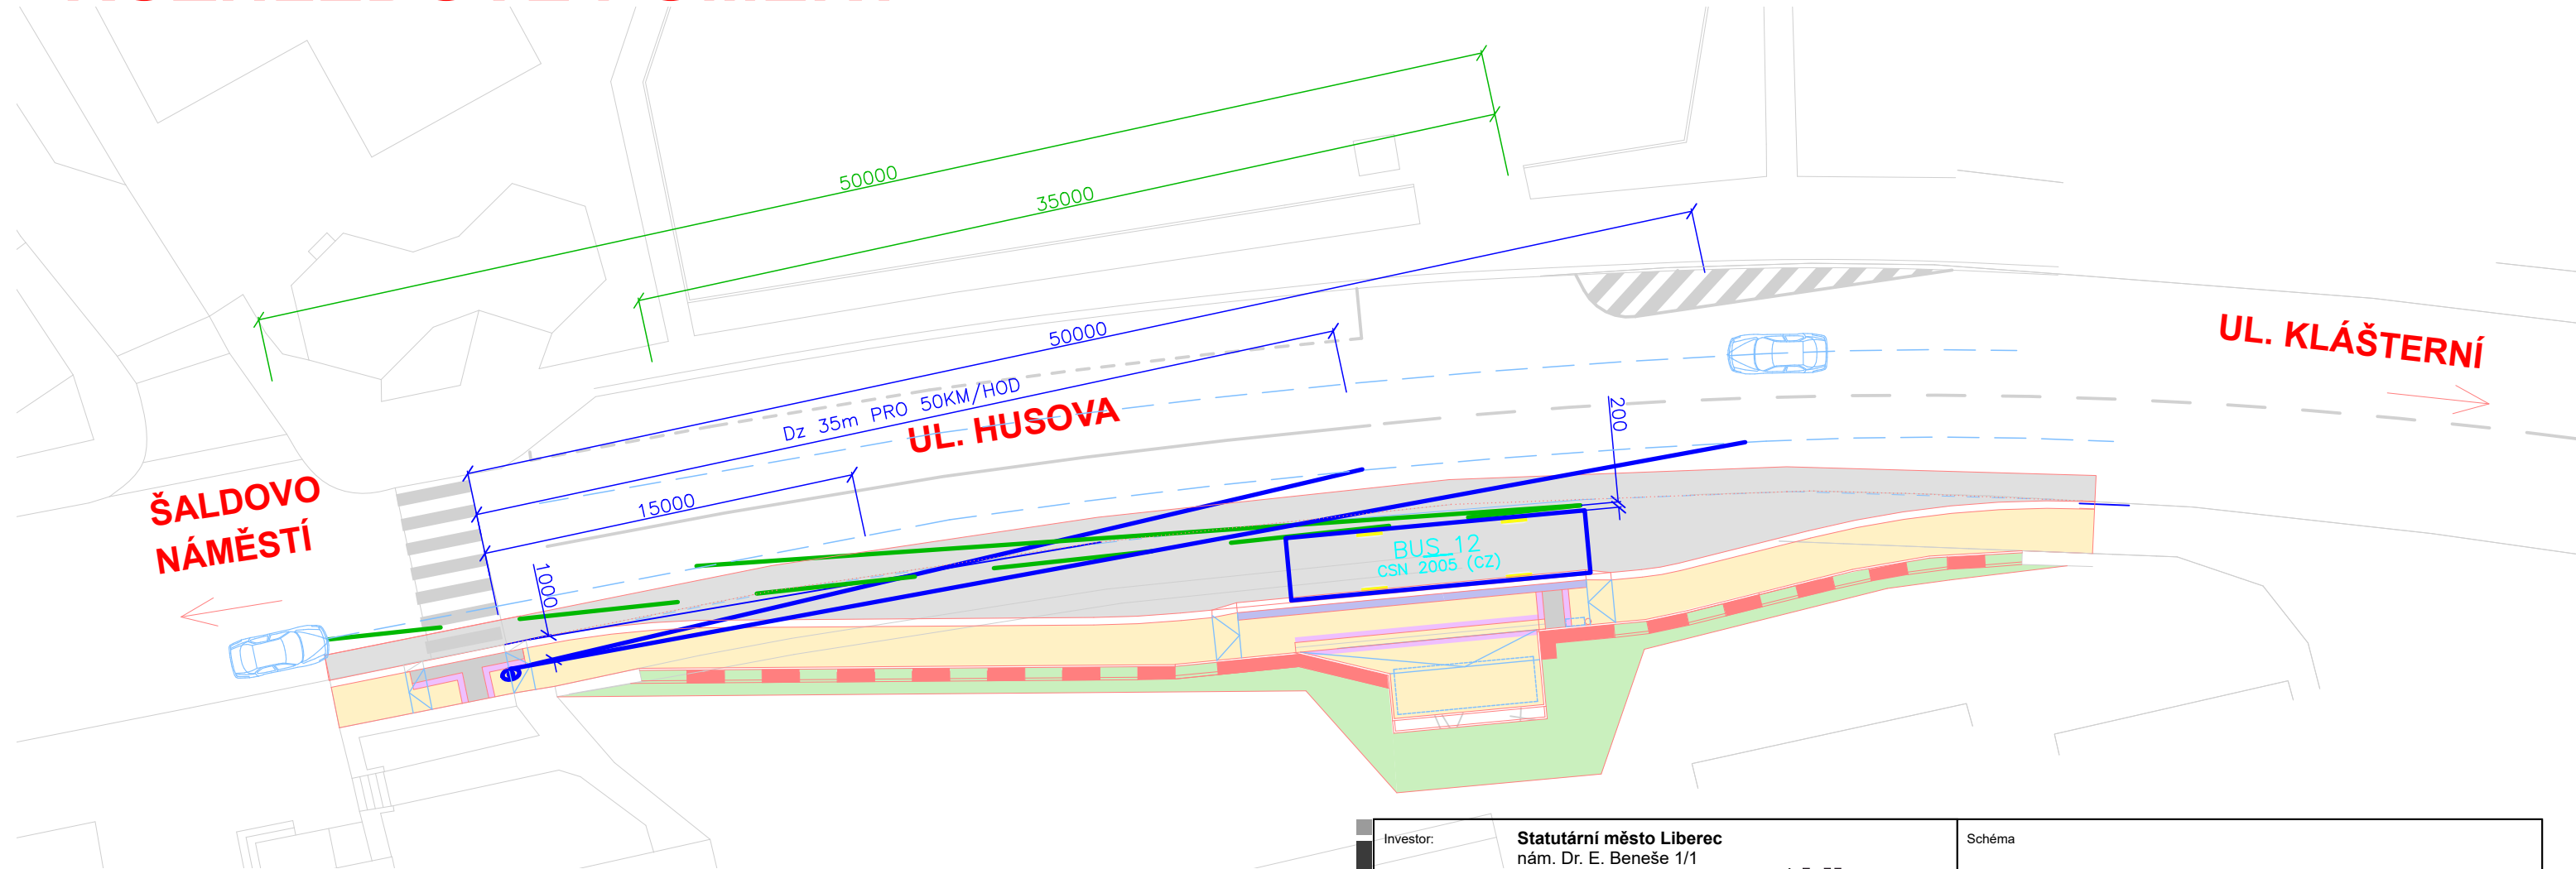 50000
35000
50000
Dz 35m PRO 50KM/HOD
UL. HUSOVA
15000
1000
200
UL. KLÁŠTERNÍ
ŠALDOVO
NÁMĚSTÍ
BUS 12
CSN 2005 (CZ)
Investor:
Statutární město Liberec
nám. Dr. E. Beneše 1/1
Schéma